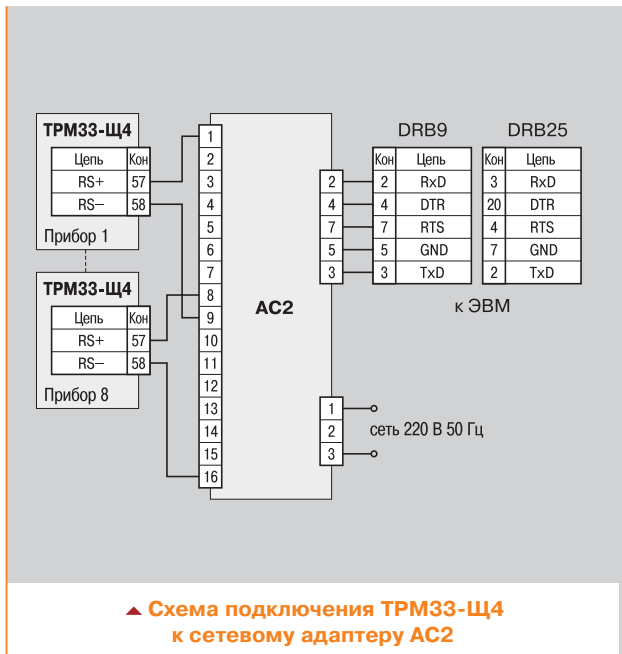 ТРМ33-Щ4
Цепь Кон
RS+ 57
RS− 58
Прибор 1
ТРМ33-Щ4
Цепь Кон
RS+ 57
RS− 58
Прибор 8
1
2
3
4
5
6
7
8
9
10
11
12
13
14
15
16
АС2
2
4
7
5
3
1
2
3
DRB9
Кон Цепь
2 RxD
4 DTR
7 RTS
5 GND
3 TxD
DRB25
Кон Цепь
3 RxD
20 DTR
4 RTS
7 GND
2 TxD
к ЭВМ
сеть 220 В 50 Гц
Схема подключения ТРМ33-Щ4
к сетевому адаптеру АС2